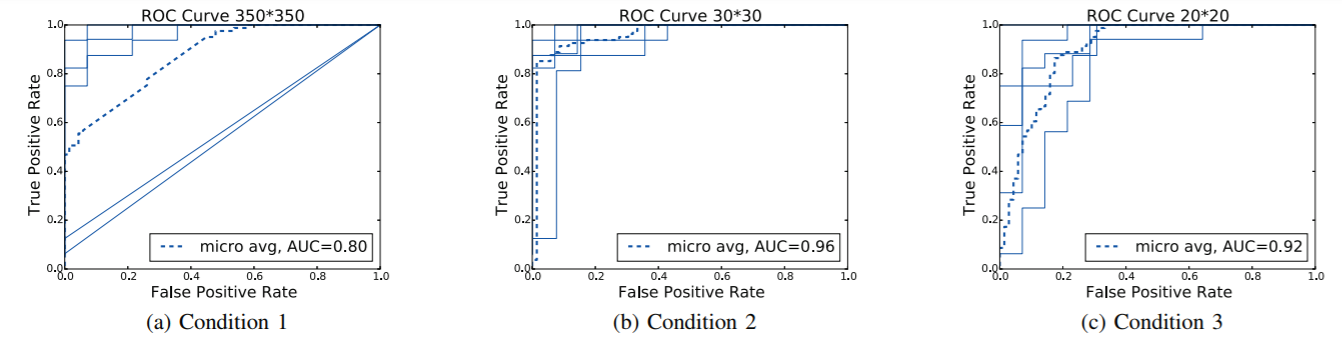 ROC Curve 350*350
1.0
0.8
0.6
0.4
0.2
0.0
True Positive Rate
micro avg, AUC=0.80
0.0 0.2 0.4 0.6 0.8 1.0
False Positive Rate
(a) Condition 1
ROC Curve 30*30
1.0
0.8
0.6
0.4
0.2
0.0
True Positive Rate
micro avg, AUC=0.96
0.0 0.2 0.4 0.6 0.8 1.0
False Positive Rate
(b) Condition 2
ROC Curve 20*20
1.0
0.8
0.6
0.4
0.2
0.0
True Positive Rate
micro avg, AUC=0.92
0.0 0.2 0.4 0.6 0.8 1.0
False Positive Rate
(c) Condition 3